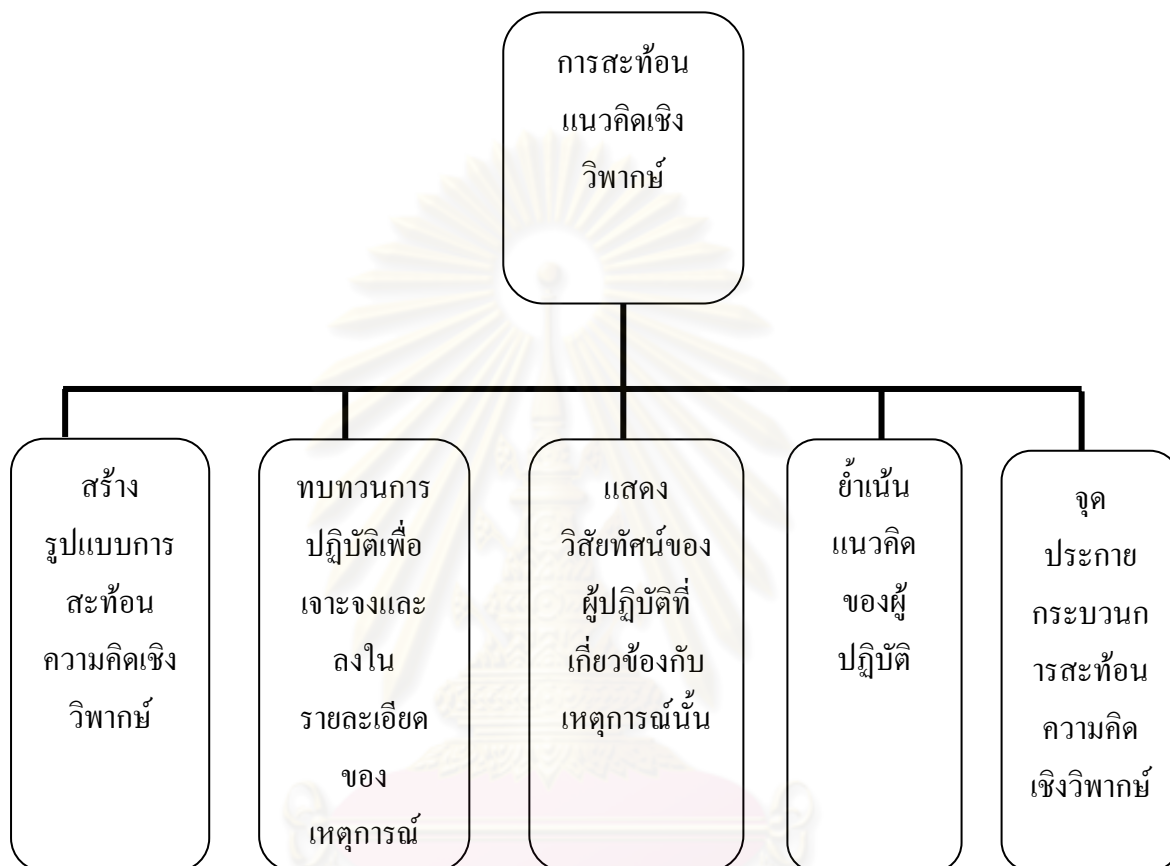 การสะท้อน
แนวคิดเชิง
วิพากษ์
สร้าง
รูปแบบการ
สะท้อน
ความคิดเชิง
วิพากษ์
ทบทวนการ
ปฏิบัติเพื่อ
เจาะจงและ
ลงใน
รายละเอียด
ของ
เหตุการณ์
แสดง
วิสัยทัศน์ของ
ผู้ปฏิบัติที่
เกี่ยวข้องกับ
เหตุการณ์นั้น
ย้ำเน้น
แนวคิด
ของผู้
ปฏิบัติ
จุด
ประกาย
กระบวนก
ารสะท้อน
ความคิด
เชิงวิพากษ์